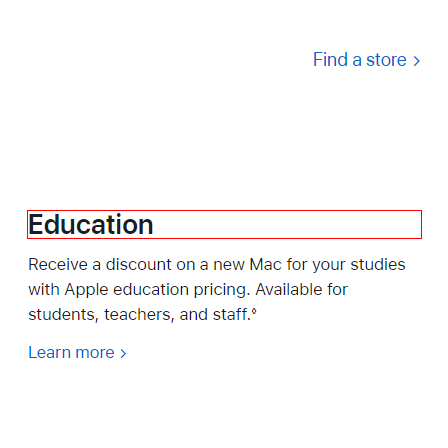 Find a store >
Education
Receive a discount on a new Mac for your studies
with Apple education pricing. Available for
students, teachers, and staff.◊
Learn more >